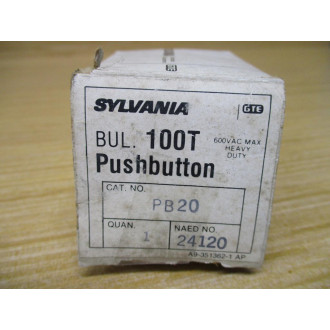 SYLVANIA
GTE
BUL. 100T
600VAC MAX
HEAVY
DUTY
Pushbutton
CAT. NO.
PB20
QUAN.
NAED NO.
1
24120